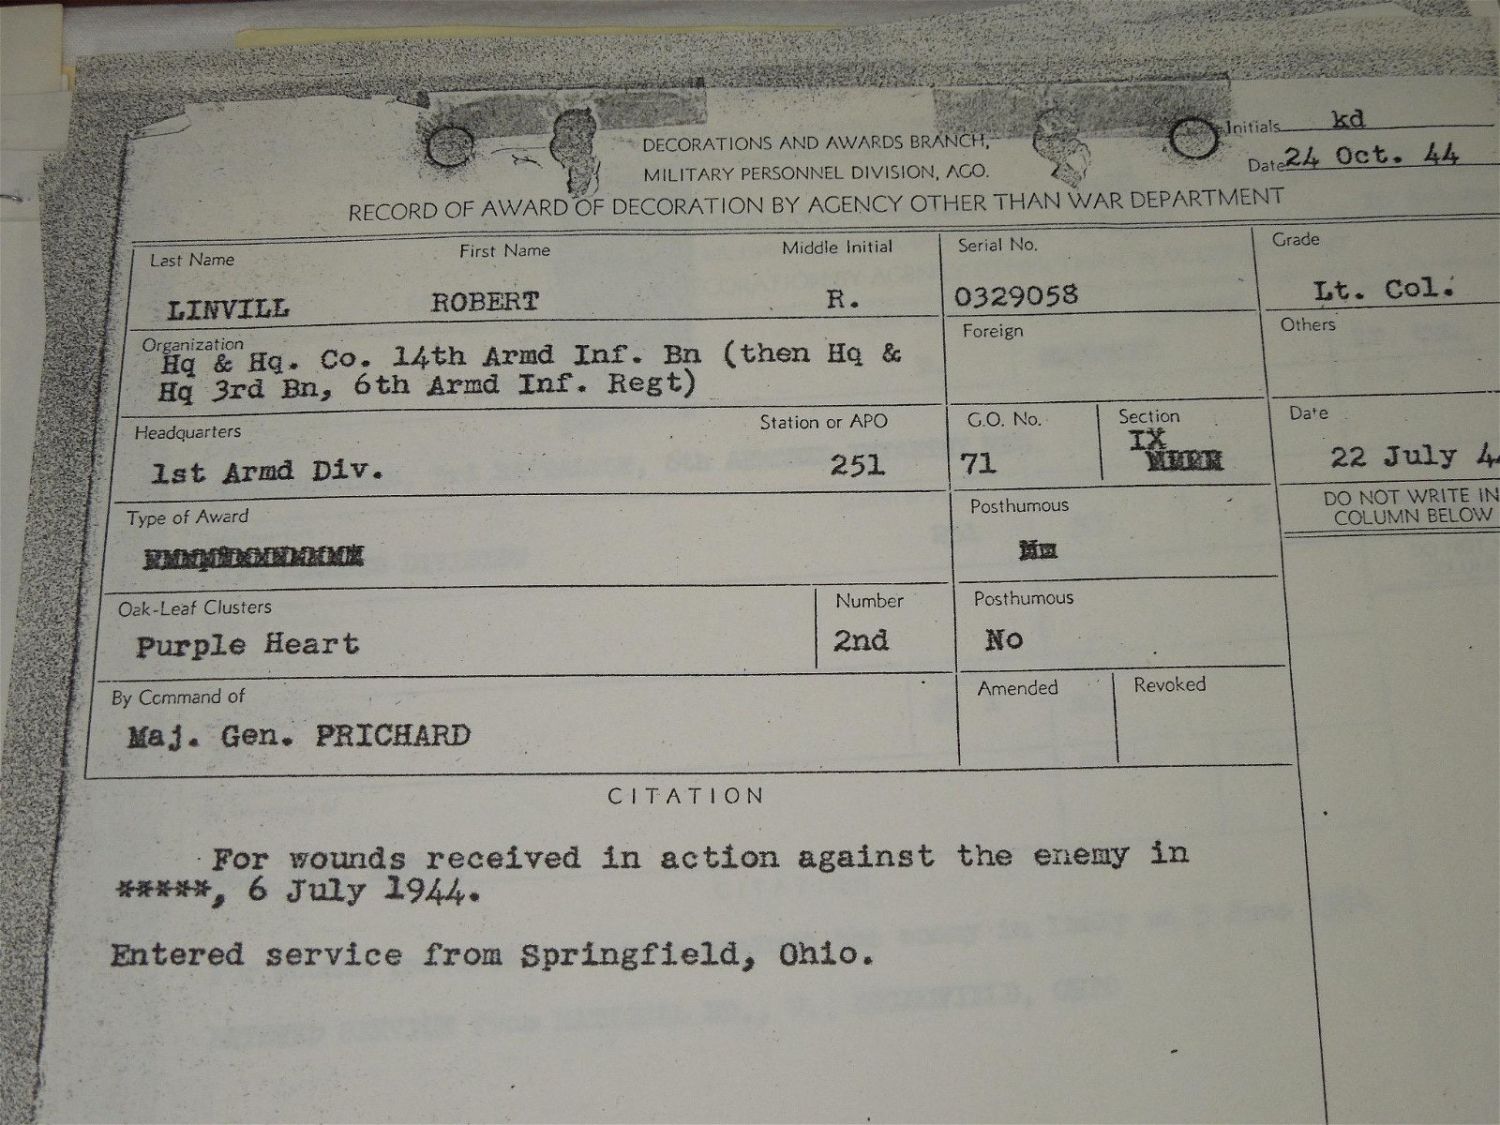 Initials kd
DECORATIONS AND AWARDS BRANCH,
Date 24 Oct. 44
MILITARY PERSONNEL DIVISION, AGO.
RECORD OF AWARD OF DECORATION BY AGENCY OTHER THAN WAR DEPARTMENT
Last Name First Name Middle Initial Serial No. Grade
LINVILL ROBERT R. 0329058 Lt. Col.
Organization Foreign Others
Hq & Hq. Co. 14th Armd Inf. Bn (then Hq &
Hq 3rd Bn, 6th Armd Inf. Regt)
Headquarters Station or APO G.O. No. Section Date
IX
1st Armd Div. 251 71 22 July
DO NOT WRITE IN
COLUMN BELOW
Type of Award Posthumous
Oak-Leaf Clusters Number Posthumous
Purple Heart 2nd No
By Command of Amended Revoked
Maj. Gen. PRICHARD
CITATION
For wounds received in action against the enemy in
*****, 6 July 1944.
Entered service from Springfield, Ohio.